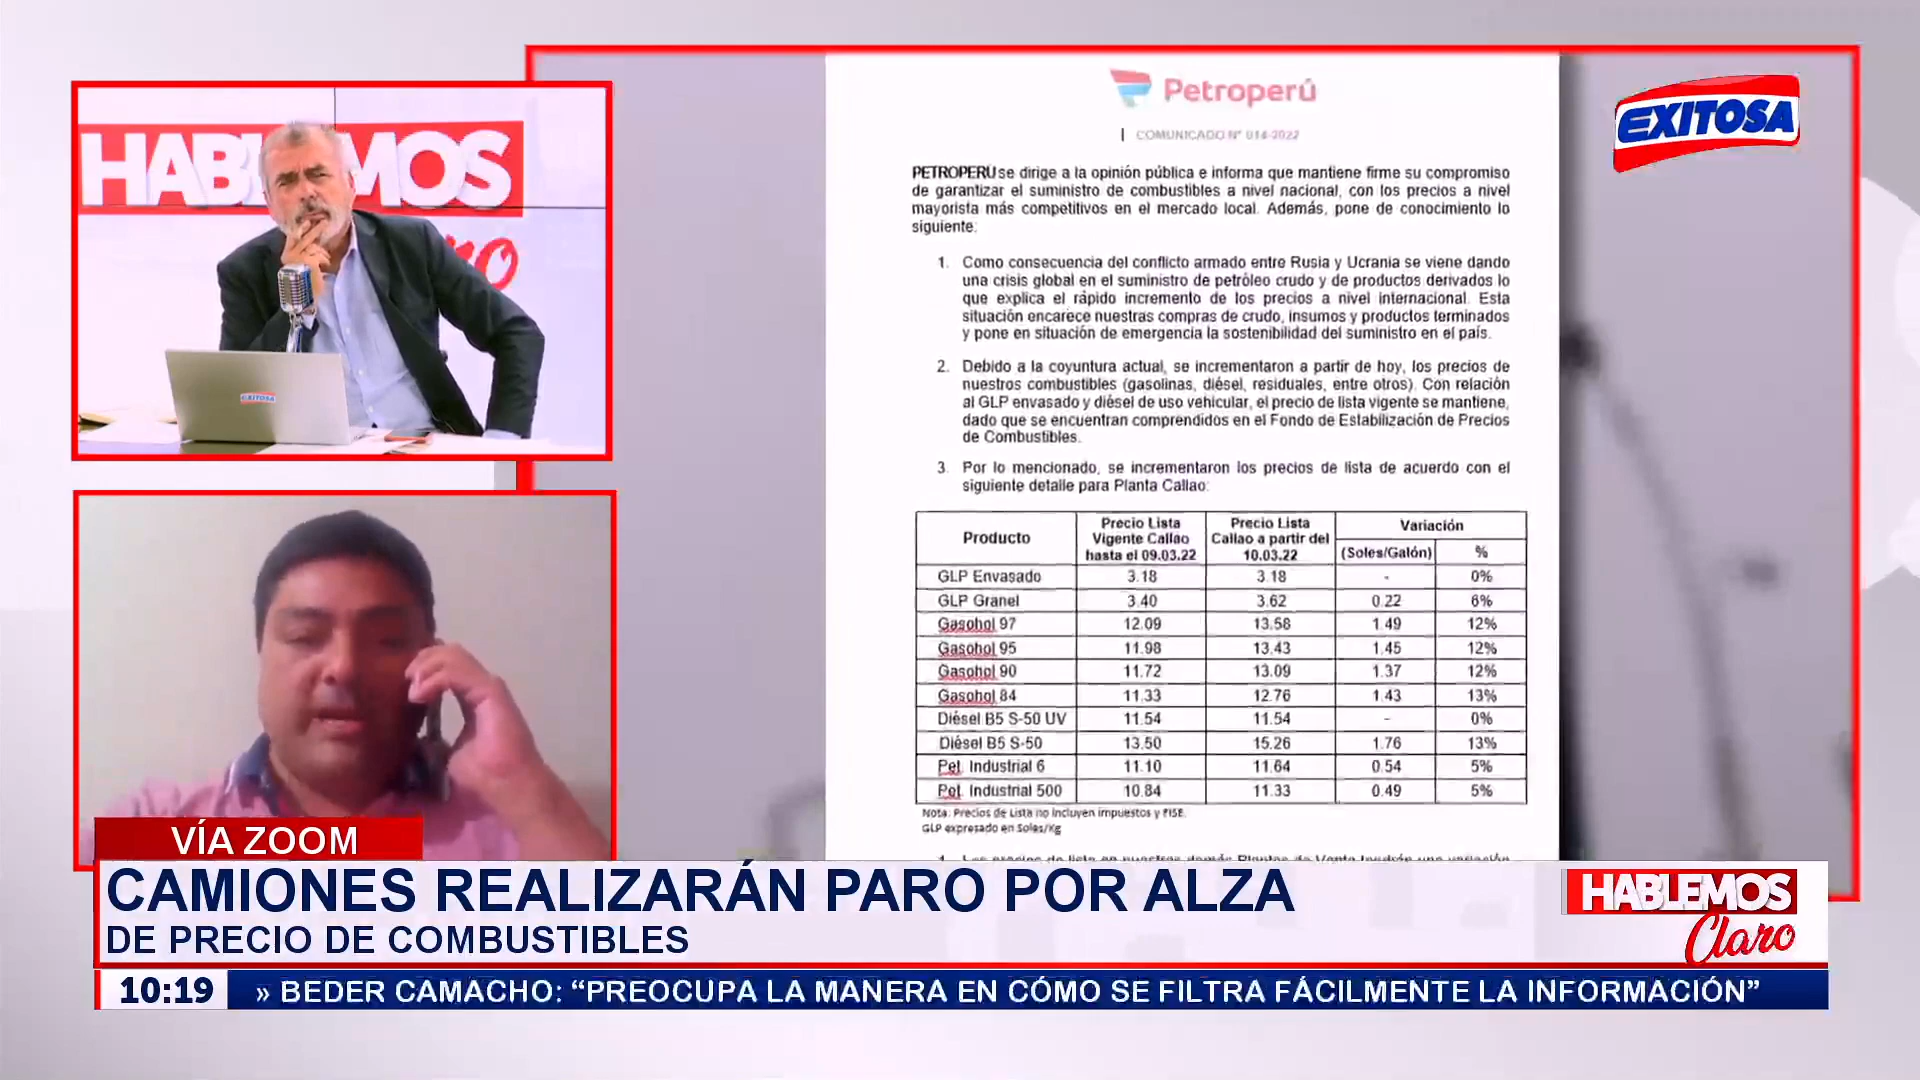 HABLEMOS
EXITOSA
Petroperú
COMUNICADO N° 014-2022
PETROPERÚ se dirige a la opinión pública e informa que mantiene firme su compromiso
de garantizar el suministro de combustibles a nivel nacional, con los precios a nivel
mayorista más competitivos en el mercado local. Además, pone de conocimiento lo
siguiente:
1. Como consecuencia del conflicto armado entre Rusia y Ucrania se viene dando
una crisis global en el suministro de petróleo crudo y de productos derivados lo
que explica el rápido incremento de los precios a nivel internacional. Esta
situación encarece nuestras compras de crudo, insumos y productos terminados
y pone en situación de emergencia la sostenibilidad del suministro en el país.
2. Debido a la coyuntura actual, se incrementaron a partir de hoy, los precios de
nuestros combustibles (gasolinas, diésel, residuales, entre otros). Con relación
al GLP envasado y diésel de uso vehicular, el precio de lista vigente se mantiene,
dado que se encuentran comprendidos en el Fondo de Estabilización de Precios
de Combustibles.
3. Por lo mencionado, se incrementaron los precios de lista de acuerdo con el
siguiente detalle para Planta Callao:
Producto Precio Lista Vigente Callao hasta el 09.03.22 Precio Lista Callao a partir del 10.03.22 Variación (Soles/Galón) %
GLP Envasado 3.18 3.18 - 0%
GLP Granel 3.40 3.62 0.22 6%
Gasohol 97 12.09 13.58 1.49 12%
Gasohol 95 11.98 13.43 1.45 12%
Gasohol 90 11.72 13.09 1.37 12%
Gasohol 84 11.33 12.76 1.43 13%
Diésel B5 S-50 UV 11.54 11.54 - 0%
Diésel B5 S-50 13.50 15.26 1.76 13%
Pet. Industrial 6 11.10 11.64 0.54 5%
Pet. Industrial 500 10.84 11.33 0.49 5%
Nota: Precios de Lista no incluyen impuestos y FISE.
GLP expresado en Soles/Kg
EXITOSA
VÍA ZOOM
CAMIONES REALIZARÁN PARO POR ALZA
DE PRECIO DE COMBUSTIBLES
HABLEMOS
Claro
10:19 » BEDER CAMACHO: “PREOCUPA LA MANERA EN CÓMO SE FILTRA FÁCILMENTE LA INFORMACIÓN”